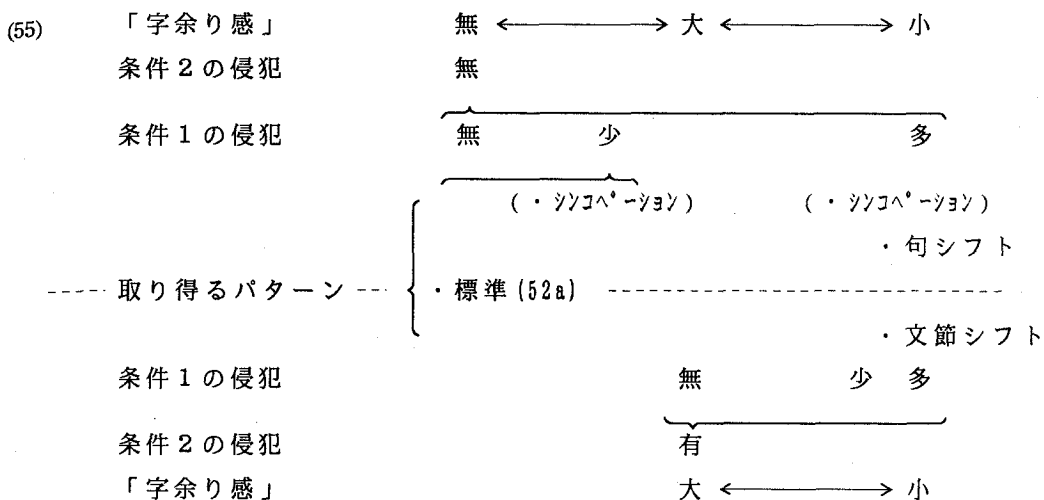 (55) 「字余り感」 無 ←→ 大 ←→ 小
条件2の侵犯 無
条件1の侵犯 無 少 多
(・ｼﾝｺﾍﾟｰｼｮﾝ) (・ｼﾝｺﾍﾟｰｼｮﾝ)
・句シフト
取り得るパターン ・標準(52a)
・文節シフト
条件1の侵犯 無 少 多
条件2の侵犯 有
「字余り感」 大 ←→ 小